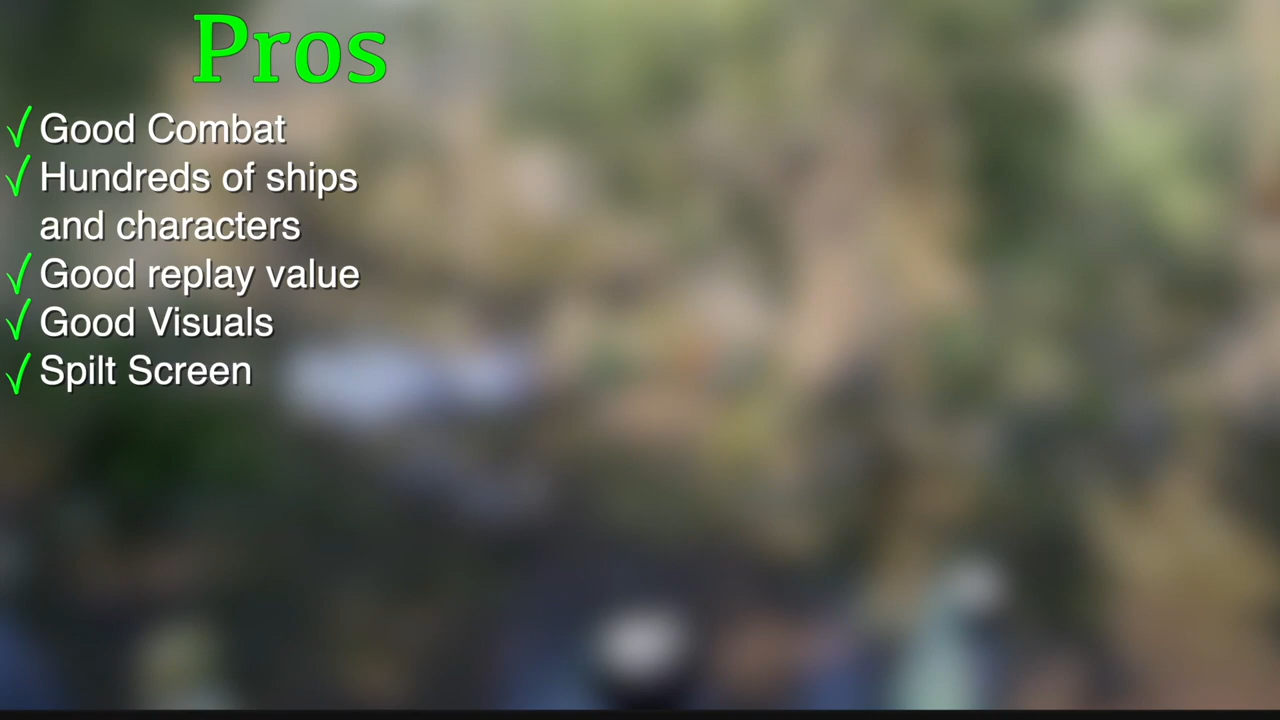 Pros
✓ Good Combat
✓ Hundreds of ships
and characters
✓ Good replay value
✓ Good Visuals
✓ Spilt Screen